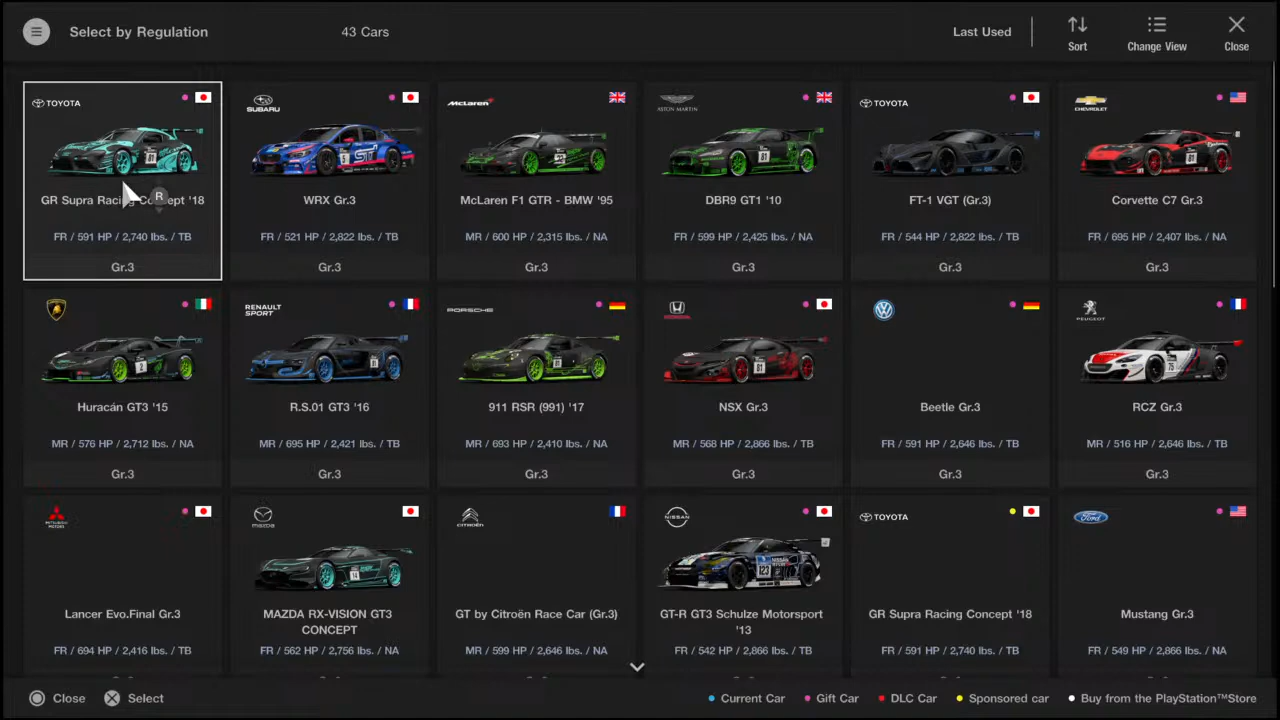 Select by Regulation
43 Cars
Last Used
Sort
Change View
Close
TOYOTA
GR Supra Racing Concept '18
R
FR / 591 HP / 2,740 lbs. / TB
Gr.3
SUBARU
WRX Gr.3
FR / 521 HP / 2,822 lbs. / TB
Gr.3
McLaren
McLaren F1 GTR - BMW '95
MR / 600 HP / 2,315 lbs. / NA
Gr.3
ASTON MARTIN
DBR9 GT1 '10
FR / 599 HP / 2,425 lbs. / NA
Gr.3
TOYOTA
FT-1 VGT (Gr.3)
FR / 544 HP / 2,822 lbs. / TB
Gr.3
CHEVROLET
Corvette C7 Gr.3
FR / 695 HP / 2,407 lbs. / NA
Gr.3
Huracán GT3 '15
MR / 576 HP / 2,712 lbs. / NA
Gr.3
RENAULT
SPORT
R.S.01 GT3 '16
MR / 695 HP / 2,421 lbs. / TB
Gr.3
PORSCHE
911 RSR (991) '17
MR / 693 HP / 2,410 lbs. / NA
Gr.3
HONDA
NSX Gr.3
MR / 568 HP / 2,866 lbs. / TB
Gr.3
Beetle Gr.3
FR / 591 HP / 2,646 lbs. / TB
Gr.3
PEUGEOT
RCZ Gr.3
MR / 516 HP / 2,646 lbs. / TB
Gr.3
MITSUBISHI
MOTORS
Lancer Evo.Final Gr.3
FR / 694 HP / 2,416 lbs. / TB
mazda
MAZDA RX-VISION GT3
CONCEPT
FR / 562 HP / 2,756 lbs. / NA
CITROËN
GT by Citroën Race Car (Gr.3)
MR / 599 HP / 2,646 lbs. / NA
NISSAN
GT-R GT3 Schulze Motorsport
'13
FR / 542 HP / 2,866 lbs. / TB
TOYOTA
GR Supra Racing Concept '18
FR / 591 HP / 2,740 lbs. / TB
Ford
Mustang Gr.3
FR / 549 HP / 2,866 lbs. / TB
Close
Select
Current Car
Gift Car
DLC Car
Sponsored car
Buy from the PlayStation™Store